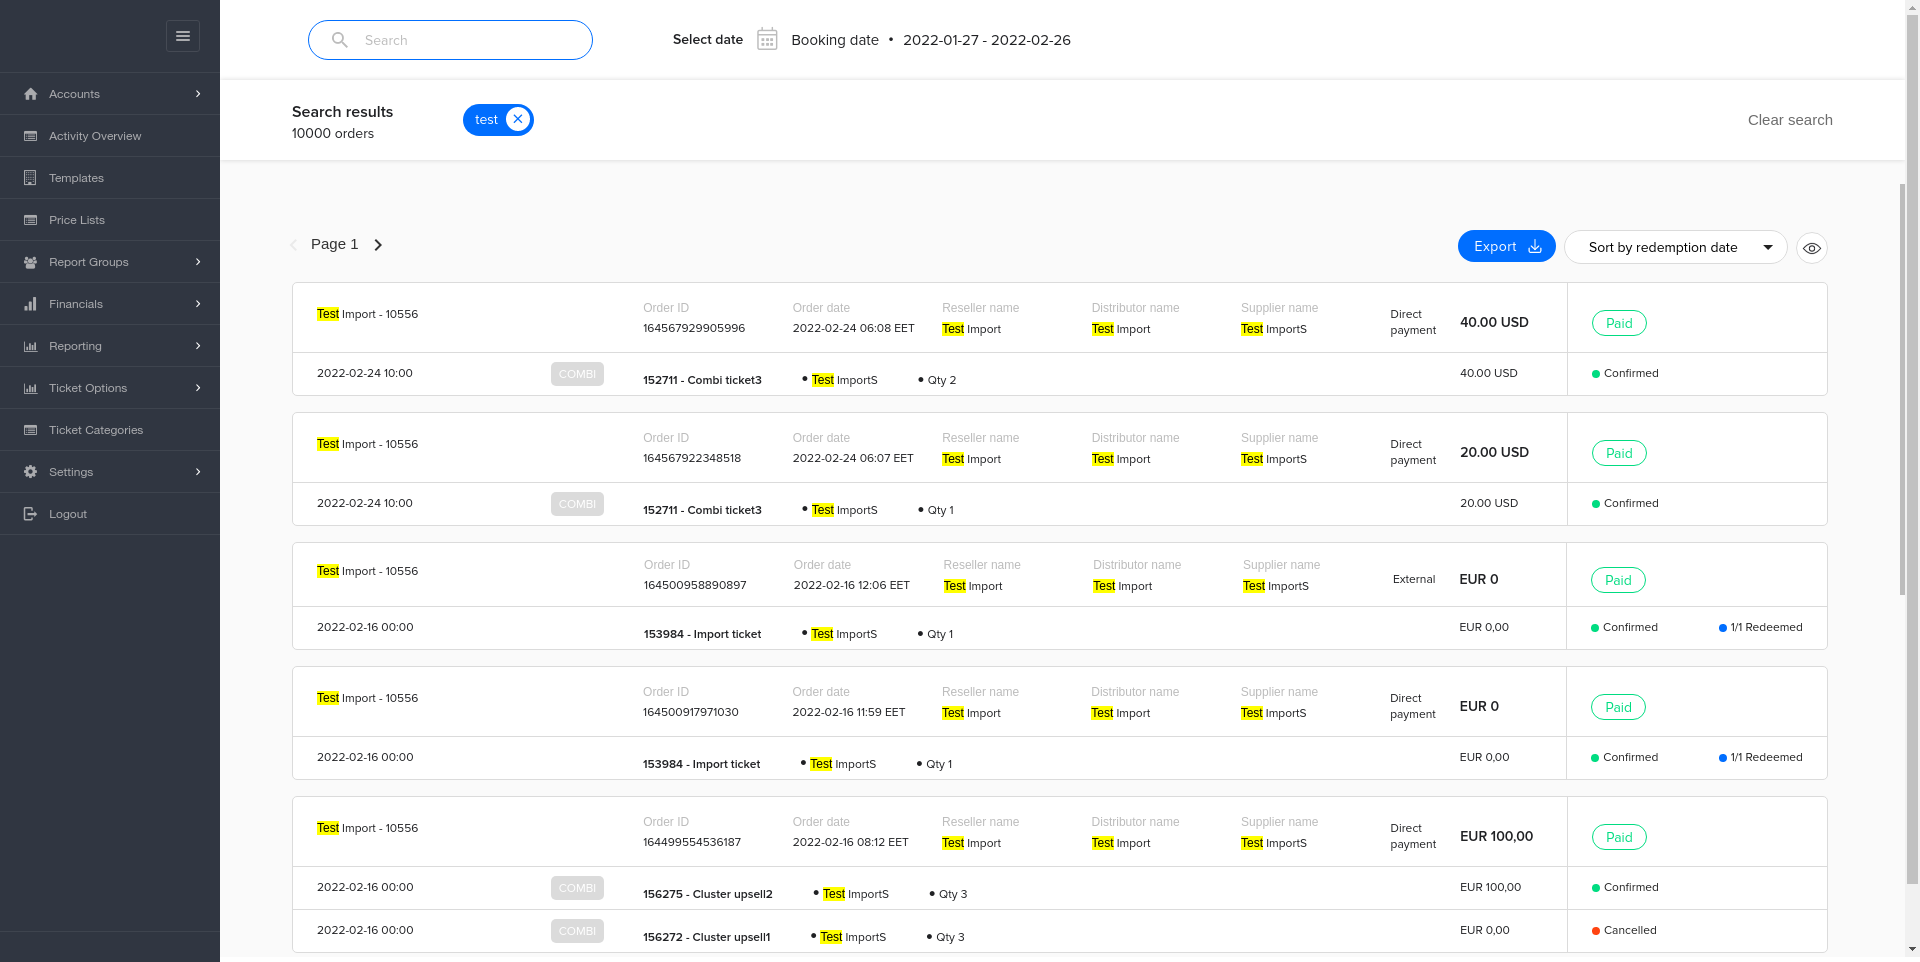 Search
Select date
Booking date • 2022-01-27 - 2022-02-26
Accounts
Activity Overview
Templates
Price Lists
Report Groups
Financials
Reporting
Ticket Options
Ticket Categories
Settings
Logout
Search results
10000 orders
test
Clear search
Page 1
Export
Sort by redemption date
Test Import - 10556
Order ID
164567929905996
Order date
2022-02-24 06:08 EET
Reseller name
Test Import
Distributor name
Test Import
Supplier name
Test ImportS
Direct
payment
40.00 USD
Paid
2022-02-24 10:00
COMBI
152711 - Combi ticket3
• Test ImportS
• Qty 2
40.00 USD
Confirmed
Test Import - 10556
Order ID
164567922348518
Order date
2022-02-24 06:07 EET
Reseller name
Test Import
Distributor name
Test Import
Supplier name
Test ImportS
Direct
payment
20.00 USD
Paid
2022-02-24 10:00
COMBI
152711 - Combi ticket3
• Test ImportS
• Qty 1
20.00 USD
Confirmed
Test Import - 10556
Order ID
164500958890897
Order date
2022-02-16 12:06 EET
Reseller name
Test Import
Distributor name
Test Import
Supplier name
Test ImportS
External
EUR 0
Paid
2022-02-16 00:00
153984 - Import ticket
• Test ImportS
• Qty 1
EUR 0,00
Confirmed
1/1 Redeemed
Test Import - 10556
Order ID
164500917971030
Order date
2022-02-16 11:59 EET
Reseller name
Test Import
Distributor name
Test Import
Supplier name
Test ImportS
Direct
payment
EUR 0
Paid
2022-02-16 00:00
153984 - Import ticket
• Test ImportS
• Qty 1
EUR 0,00
Confirmed
1/1 Redeemed
Test Import - 10556
Order ID
164499554536187
Order date
2022-02-16 08:12 EET
Reseller name
Test Import
Distributor name
Test Import
Supplier name
Test ImportS
Direct
payment
EUR 100,00
Paid
2022-02-16 00:00
COMBI
156275 - Cluster upsell2
• Test ImportS
• Qty 3
EUR 100,00
Confirmed
2022-02-16 00:00
COMBI
156272 - Cluster upsell1
• Test ImportS
• Qty 3
EUR 0,00
Cancelled